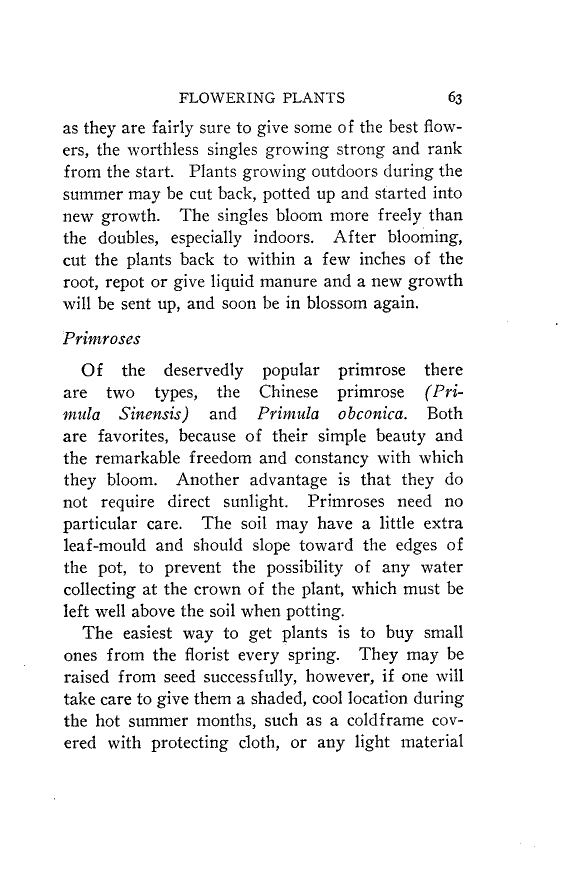 FLOWERING PLANTS 63
as they are fairly sure to give some of the best flow-
ers, the worthless singles growing strong and rank
from the start. Plants growing outdoors during the
summer may be cut back, potted up and started into
new growth. The singles bloom more freely than
the doubles, especially indoors. After blooming,
cut the plants back to within a few inches of the
root, repot or give liquid manure and a new growth
will be sent up, and soon be in blossom again.
Primroses
Of the deservedly popular primrose there
are two types, the Chinese primrose (Pri-
mula Sinensis) and Primula obconica. Both
are favorites, because of their simple beauty and
the remarkable freedom and constancy with which
they bloom. Another advantage is that they do
not require direct sunlight. Primroses need no
particular care. The soil may have a little extra
leaf-mould and should slope toward the edges of
the pot, to prevent the possibility of any water
collecting at the crown of the plant, which must be
left well above the soil when potting.
The easiest way to get plants is to buy small
ones from the florist every spring. They may be
raised from seed successfully, however, if one will
take care to give them a shaded, cool location during
the hot summer months, such as a coldframe cov-
ered with protecting cloth, or any light material